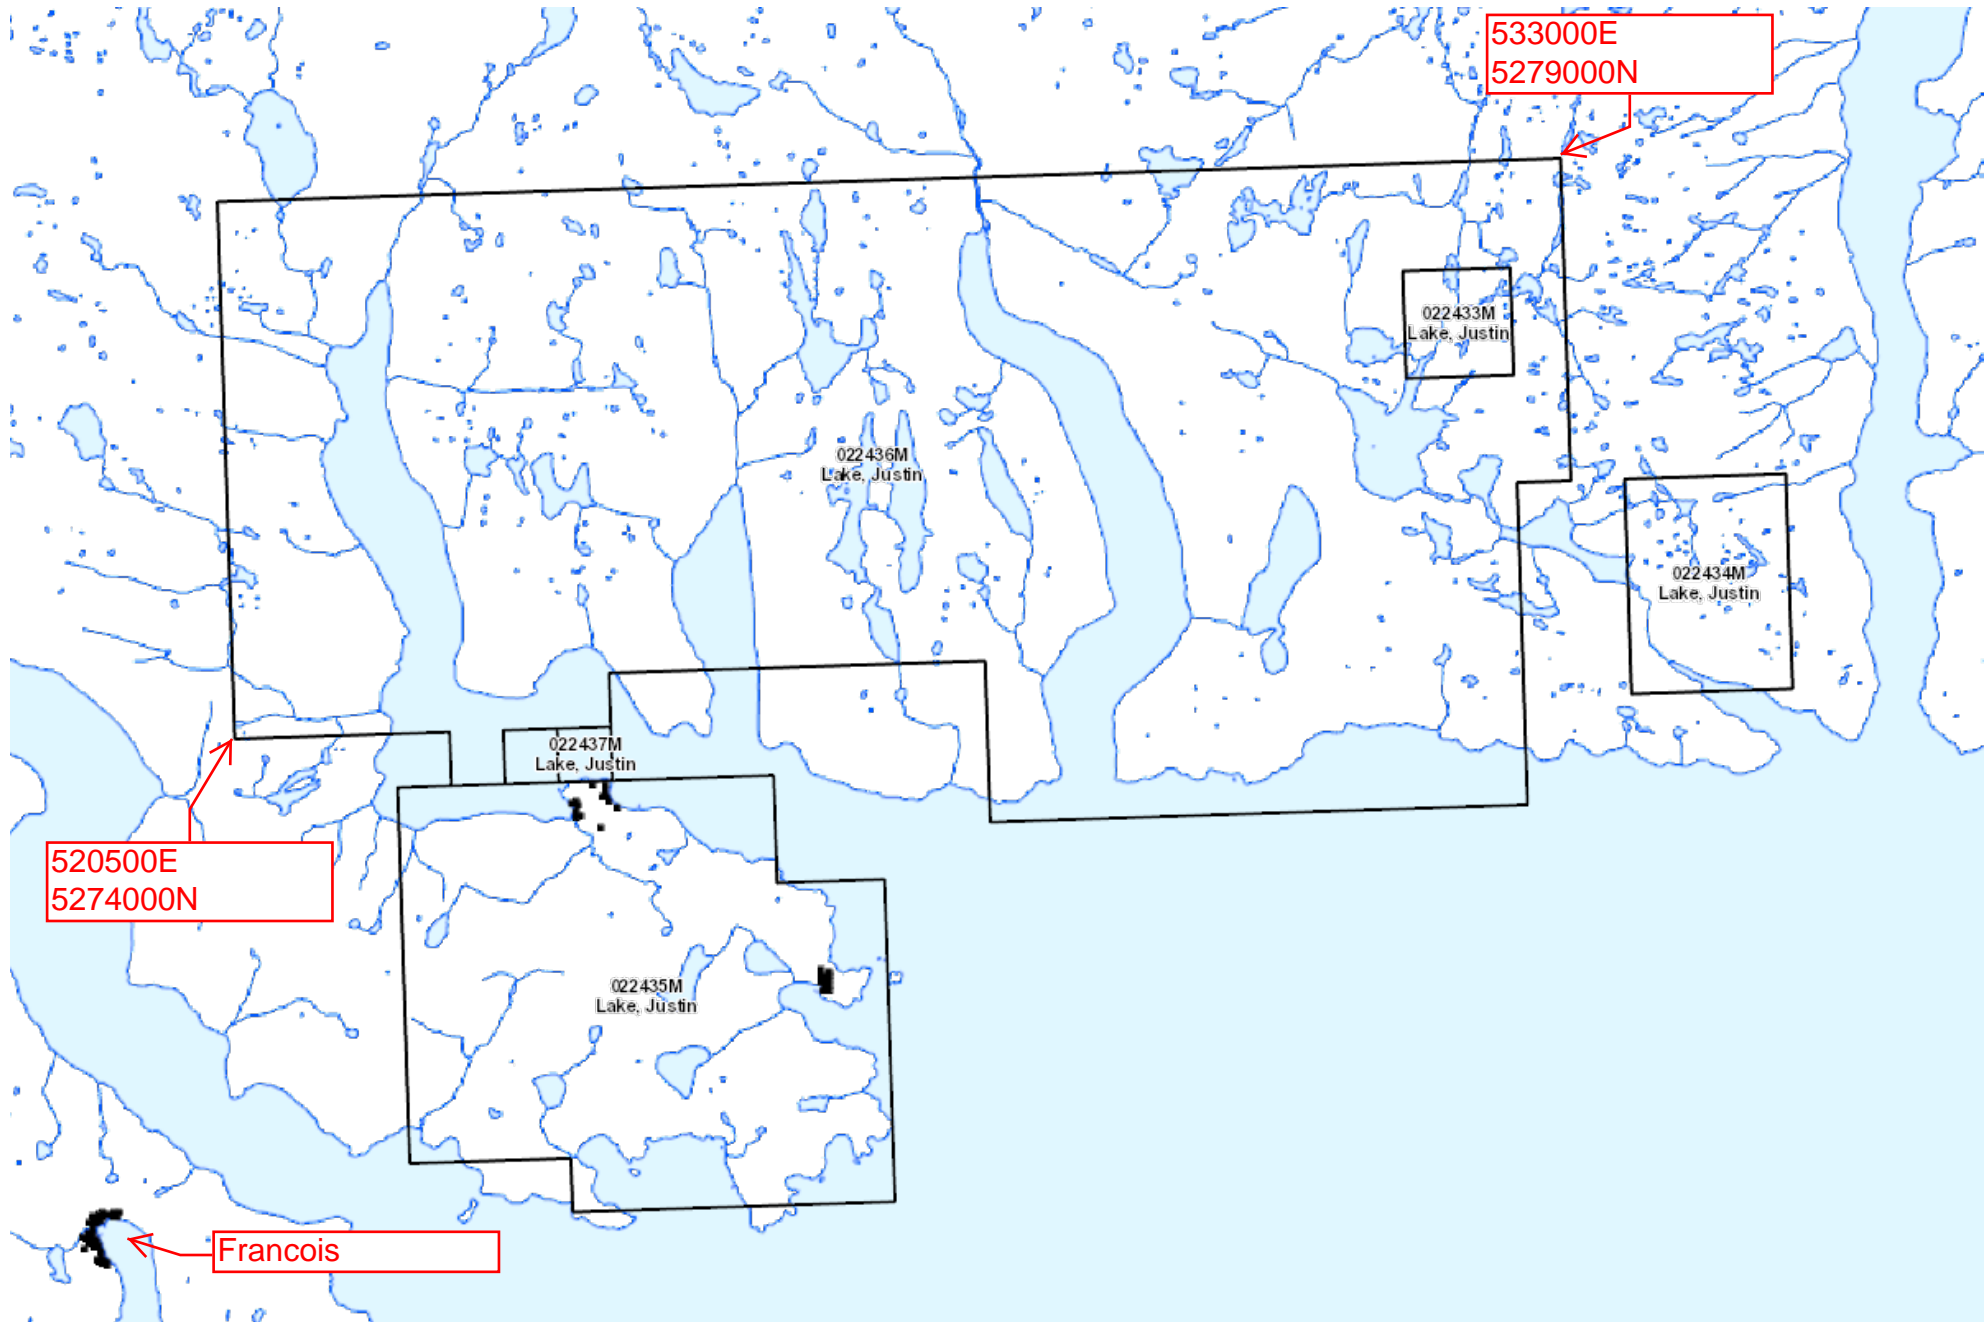 533000E
5279000N
022433M
Lake, Justin
022436M
Lake, Justin
022434M
Lake, Justin
022437M
Lake, Justin
520500E
5274000N
022435M
Lake, Justin
Francois